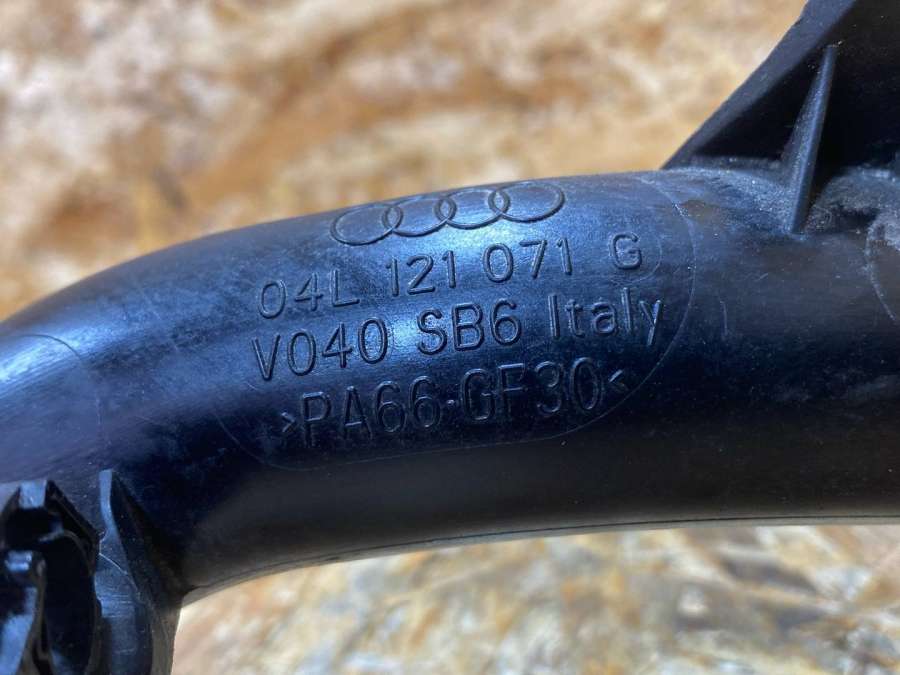 04L 121 071 G
V040 SB6 Italy
>PA66-GF30<